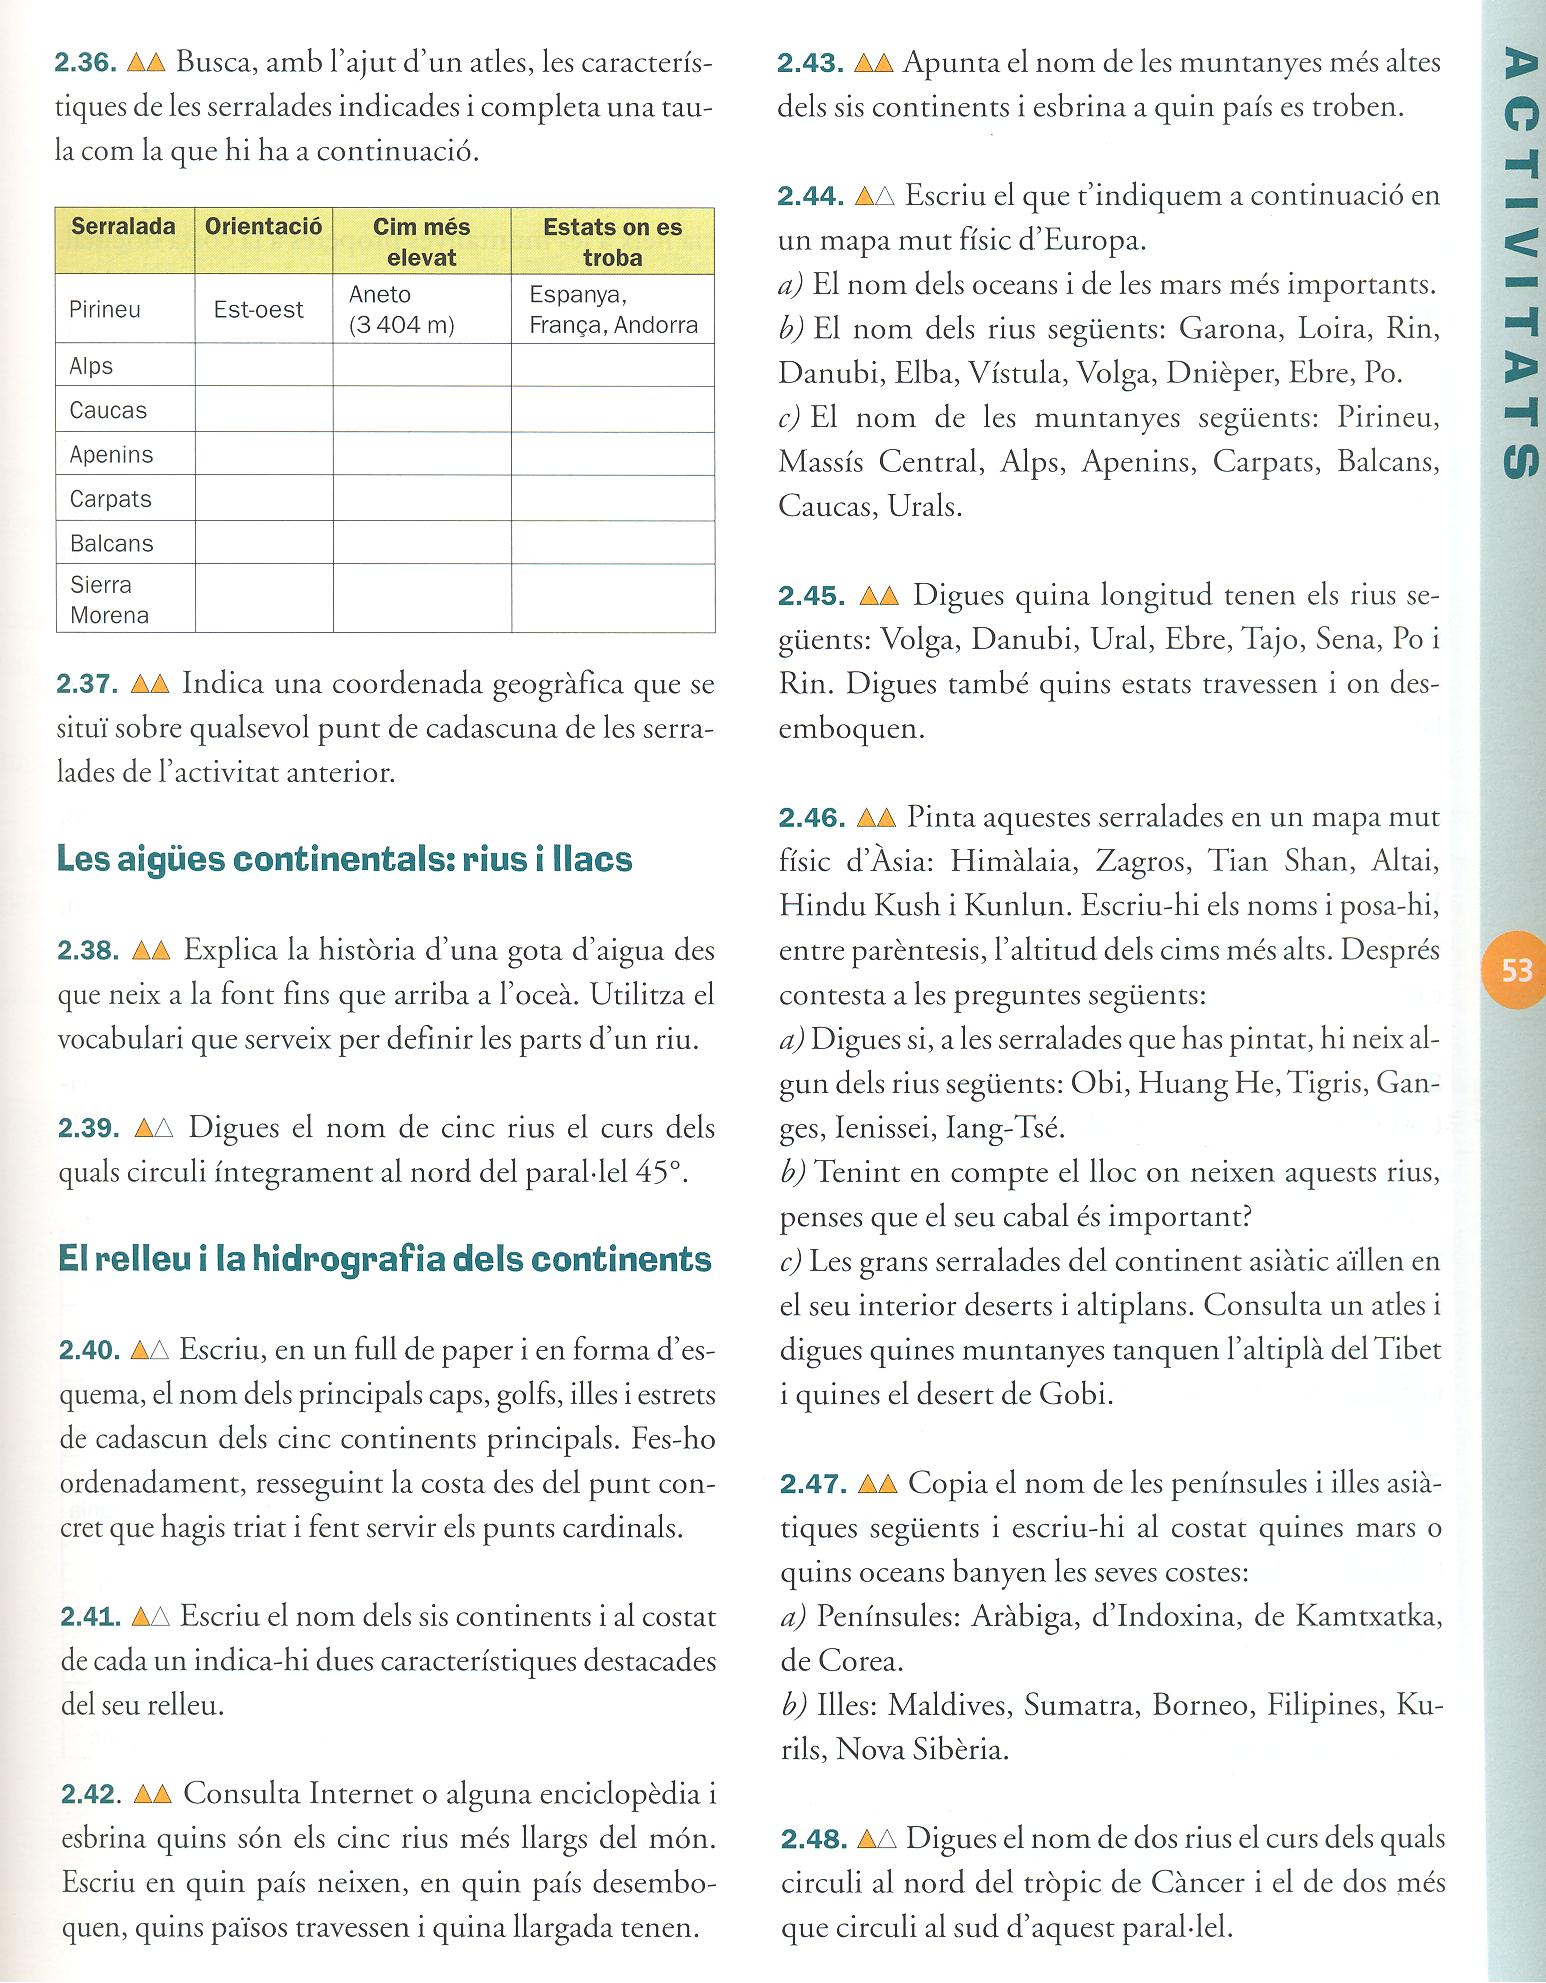 2.36. Busca, amb l'ajut d'un atles, les caracterís-
tiques de les serralades indicades i completa una tau-
la com la que hi ha a continuació.
Serralada Orientació Cim més elevat Estats on es troba
Pirineu Est-oest Aneto (3 404 m) Espanya, França, Andorra
Alps
Caucas
Apenins
Carpats
Balcans
Sierra
Morena
2.37. Indica una coordenada geogràfica que se
situï sobre qualsevol punt de cadascuna de les serra-
lades de l'activitat anterior.
Les aigües continentals: rius i llacs
2.38. Explica la història d'una gota d'aigua des
que neix a la font fins que arriba a l'oceà. Utilitza el
vocabulari que serveix per definir les parts d'un riu.
2.39. Digues el nom de cinc rius el curs dels
quals circuli íntegrament al nord del paral·lel 45°.
El relleu i la hidrografia dels continents
2.40. Escriu, en un full de paper i en forma d'es-
quema, el nom dels principals caps, golfs, illes i estrets
de cadascun dels cinc continents principals. Fes-ho
ordenadament, resseguint la costa des del punt con-
cret que hagis triat i fent servir els punts cardinals.
2.41. Escriu el nom dels sis continents i al costat
de cada un indica-hi dues característiques destacades
del seu relleu.
2.42. Consulta Internet o alguna enciclopèdia i
esbrina quins són els cinc rius més llargs del món.
Escriu en quin país neixen, en quin país desembo-
quen, quins països travessen i quina llargada tenen.
2.43. Apunta el nom de les muntanyes més altes
dels sis continents i esbrina a quin país es troben.
2.44. Escriu el que t'indiquem a continuació en
un mapa mut físic d'Europa.
a) El nom dels oceans i de les mars més importants.
b) El nom dels rius següents: Garona, Loira, Rin,
Danubi, Elba, Vístula, Volga, Dnièper, Ebre, Po.
c) El nom de les muntanyes següents: Pirineu,
Massís Central, Alps, Apenins, Carpats, Balcans,
Caucas, Urals.
2.45. Digues quina longitud tenen els rius se-
güents: Volga, Danubi, Ural, Ebre, Tajo, Sena, Po i
Rin. Digues també quins estats travessen i on des-
emboquen.
2.46. Pinta aquestes serralades en un mapa mut
físic d'Àsia: Himàlaia, Zagros, Tian Shan, Altai,
Hindu Kush i Kunlun. Escriu-hi els noms i posa-hi,
entre parèntesis, l'altitud dels cims més alts. Després
contesta a les preguntes següents:
a) Digues si, a les serralades que has pintat, hi neix al-
gun dels rius següents: Obi, Huang He, Tigris, Gan-
ges, Ienissei, Iang-Tsé.
b) Tenint en compte el lloc on neixen aquests rius,
penses que el seu cabal és important?
c) Les grans serralades del continent asiàtic aïllen en
el seu interior deserts i altiplans. Consulta un atles i
digues quines muntanyes tanquen l'altiplà del Tibet
i quines el desert de Gobi.
2.47. Copia el nom de les penínsules i illes asià-
tiques següents i escriu-hi al costat quines mars o
quins oceans banyen les seves costes:
a) Penínsules: Aràbiga, d'Indoxina, de Kamtxatka,
de Corea.
b) Illes: Maldives, Sumatra, Borneo, Filipines, Ku-
rils, Nova Sibèria.
2.48. Digues el nom de dos rius el curs dels quals
circuli al nord del tròpic de Càncer i el de dos més
que circuli al sud d'aquest paral·lel.
ACTIVITATS
53